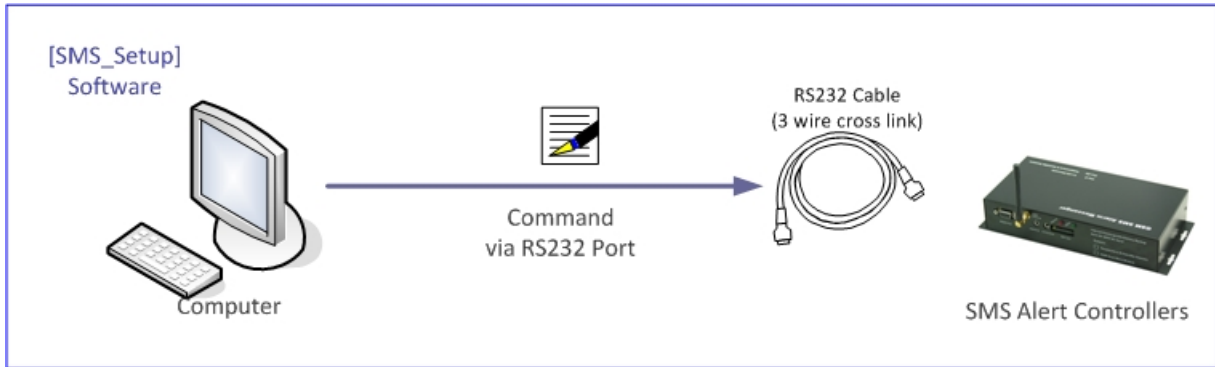 [SMS_Setup]
Software
RS232 Cable
(3 wire cross link)
Command
via RS232 Port
Computer
SMS Alert Controllers